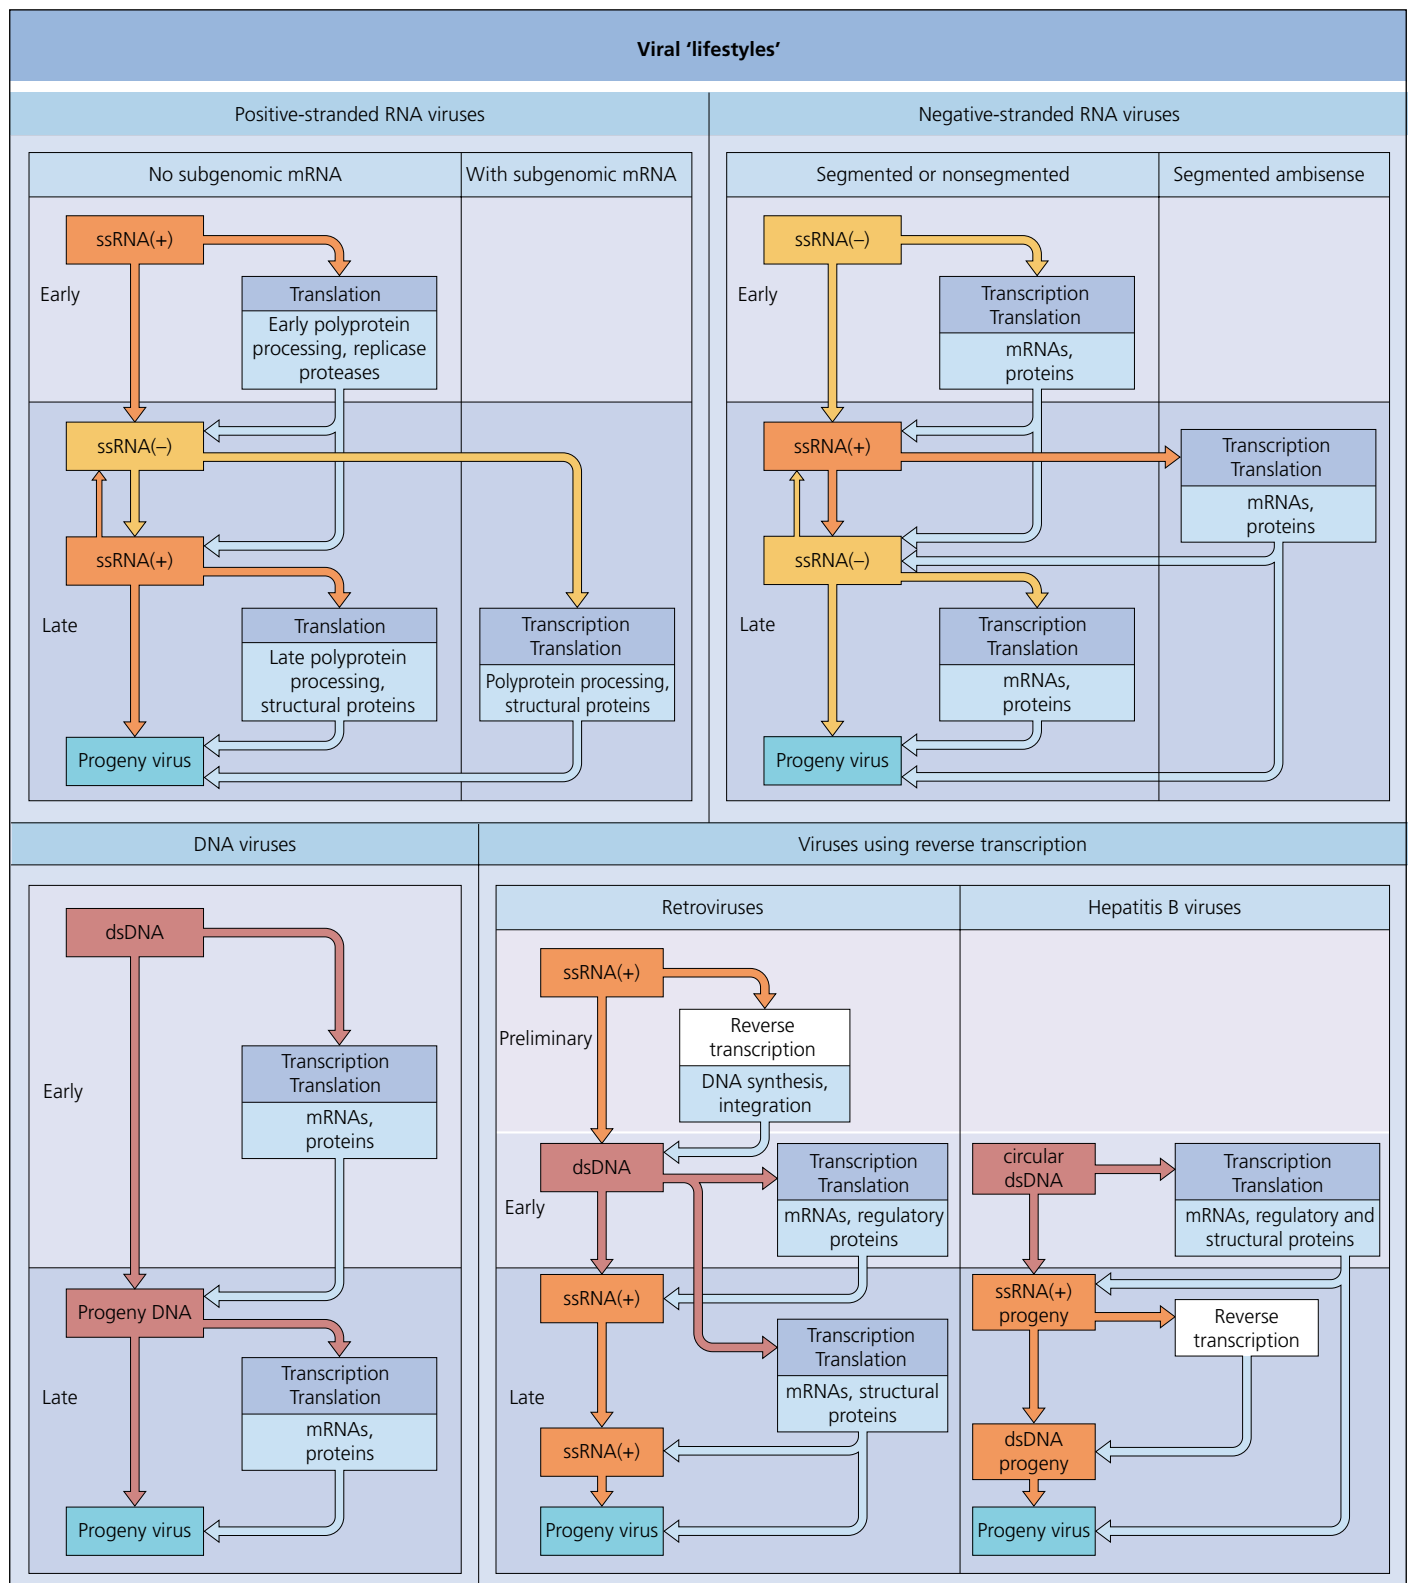 Viral ‘lifestyles’
Positive-stranded RNA viruses
No subgenomic mRNA
With subgenomic mRNA
ssRNA(+)
Early
Translation
Early polyprotein
processing, replicase
proteases
ssRNA(–)
ssRNA(+)
Late
Translation
Late polyprotein
processing,
structural proteins
Transcription
Translation
Polyprotein processing,
structural proteins
Progeny virus
Negative-stranded RNA viruses
Segmented or nonsegmented
Segmented ambisense
ssRNA(–)
Early
Transcription
Translation
mRNAs,
proteins
ssRNA(+)
Transcription
Translation
mRNAs,
proteins
ssRNA(–)
Late
Transcription
Translation
mRNAs,
proteins
Progeny virus
DNA viruses
dsDNA
Early
Transcription
Translation
mRNAs,
proteins
Progeny DNA
Late
Transcription
Translation
mRNAs,
proteins
Progeny virus
Viruses using reverse transcription
Retroviruses
ssRNA(+)
Preliminary
Reverse
transcription
DNA synthesis,
integration
dsDNA
Early
Transcription
Translation
mRNAs, regulatory
proteins
ssRNA(+)
Transcription
Translation
mRNAs, structural
proteins
Late
ssRNA(+)
Progeny virus
Hepatitis B viruses
circular
dsDNA
Transcription
Translation
mRNAs, regulatory and
structural proteins
ssRNA(+)
progeny
Reverse
transcription
dsDNA
progeny
Progeny virus